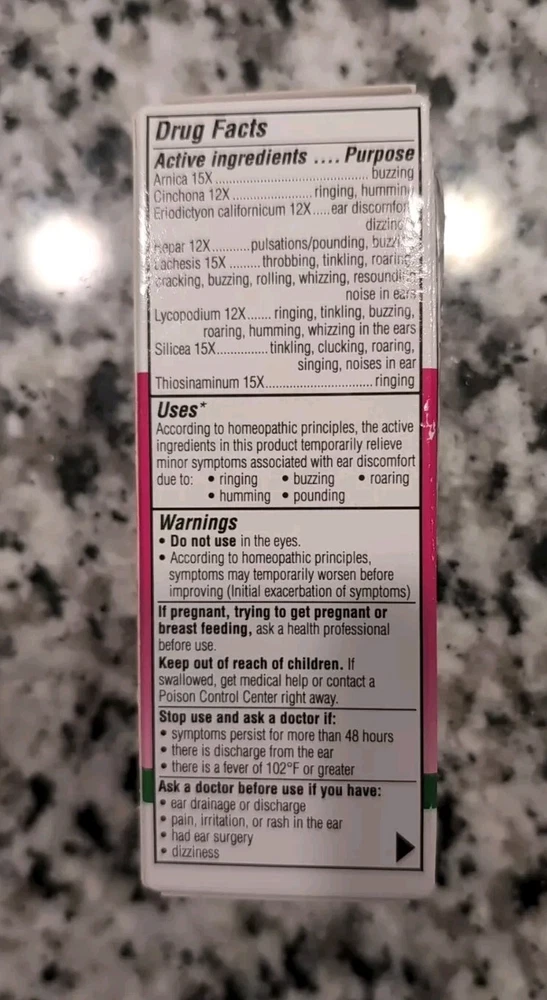 Drug Facts
Active ingredients .... Purpose
Arnica 15X.................................... buzzing
Cinchona 12X................... ringing, humming
Eriodictyon californicum 12X.....ear discomfort
Hepar 12X..........pulsations/pounding,
Lachesis 15X ........throbbing, tinkling, roaring,
cracking, buzzing, rolling, whizzing, resounding
noise in ears
Lycopodium 12X....... ringing, tinkling, buzzing,
roaring, humming, whizzing in the ears
Silicea 15X............. tinkling, clucking, roaring,
singing, noises in ear
Thiosinaminum 15X......................... ringing
Uses*
According to homeopathic principles, the active
ingredients in this product temporarily relieve
minor symptoms associated with ear discomfort
due to: • ringing • buzzing • roaring
• humming • pounding
Warnings
• Do not use in the eyes.
• According to homeopathic principles,
symptoms may temporarily worsen before
improving (Initial exacerbation of symptoms)
If pregnant, trying to get pregnant or
breast feeding, ask a health professional
before use.
Keep out of reach of children. If
swallowed, get medical help or contact a
Poison Control Center right away.
Stop use and ask a doctor if:
• symptoms persist for more than 48 hours
• there is discharge from the ear
• there is a fever of 102°F or greater
Ask a doctor before use if you have:
• ear drainage or discharge
• pain, irritation, or rash in the ear
• had ear surgery
• dizziness